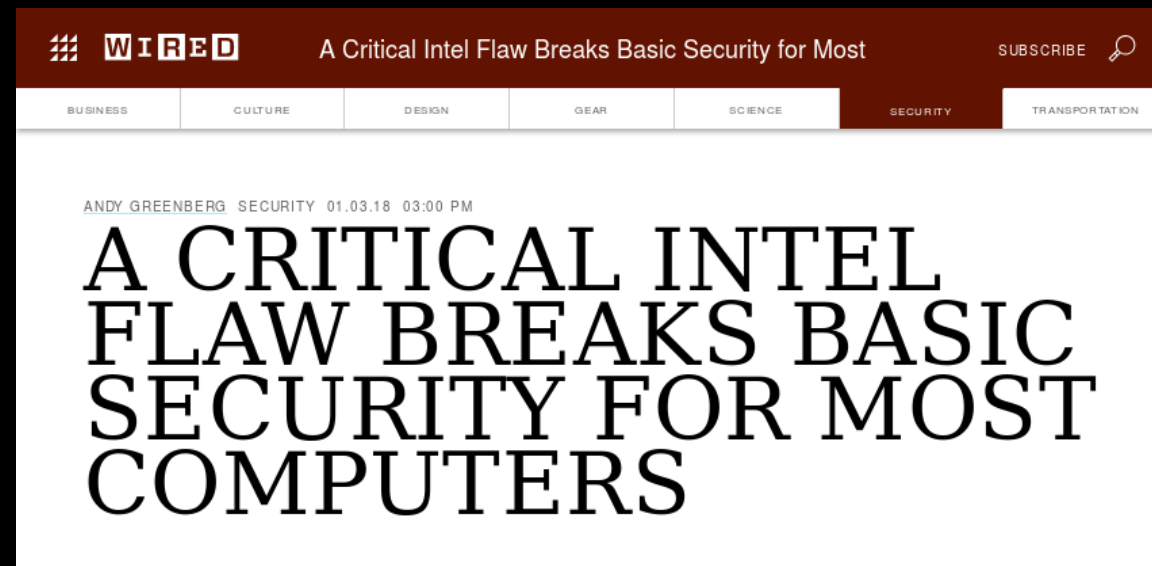 WIRED A Critical Intel Flaw Breaks Basic Security for Most SUBSCRIBE
BUSINESS CULTURE DESIGN GEAR SCIENCE SECURITY TRANSPORTATION
ANDY GREENBERG SECURITY 01.03.18 03:00 PM
A CRITICAL INTEL
FLAW BREAKS BASIC
SECURITY FOR MOST
COMPUTERS